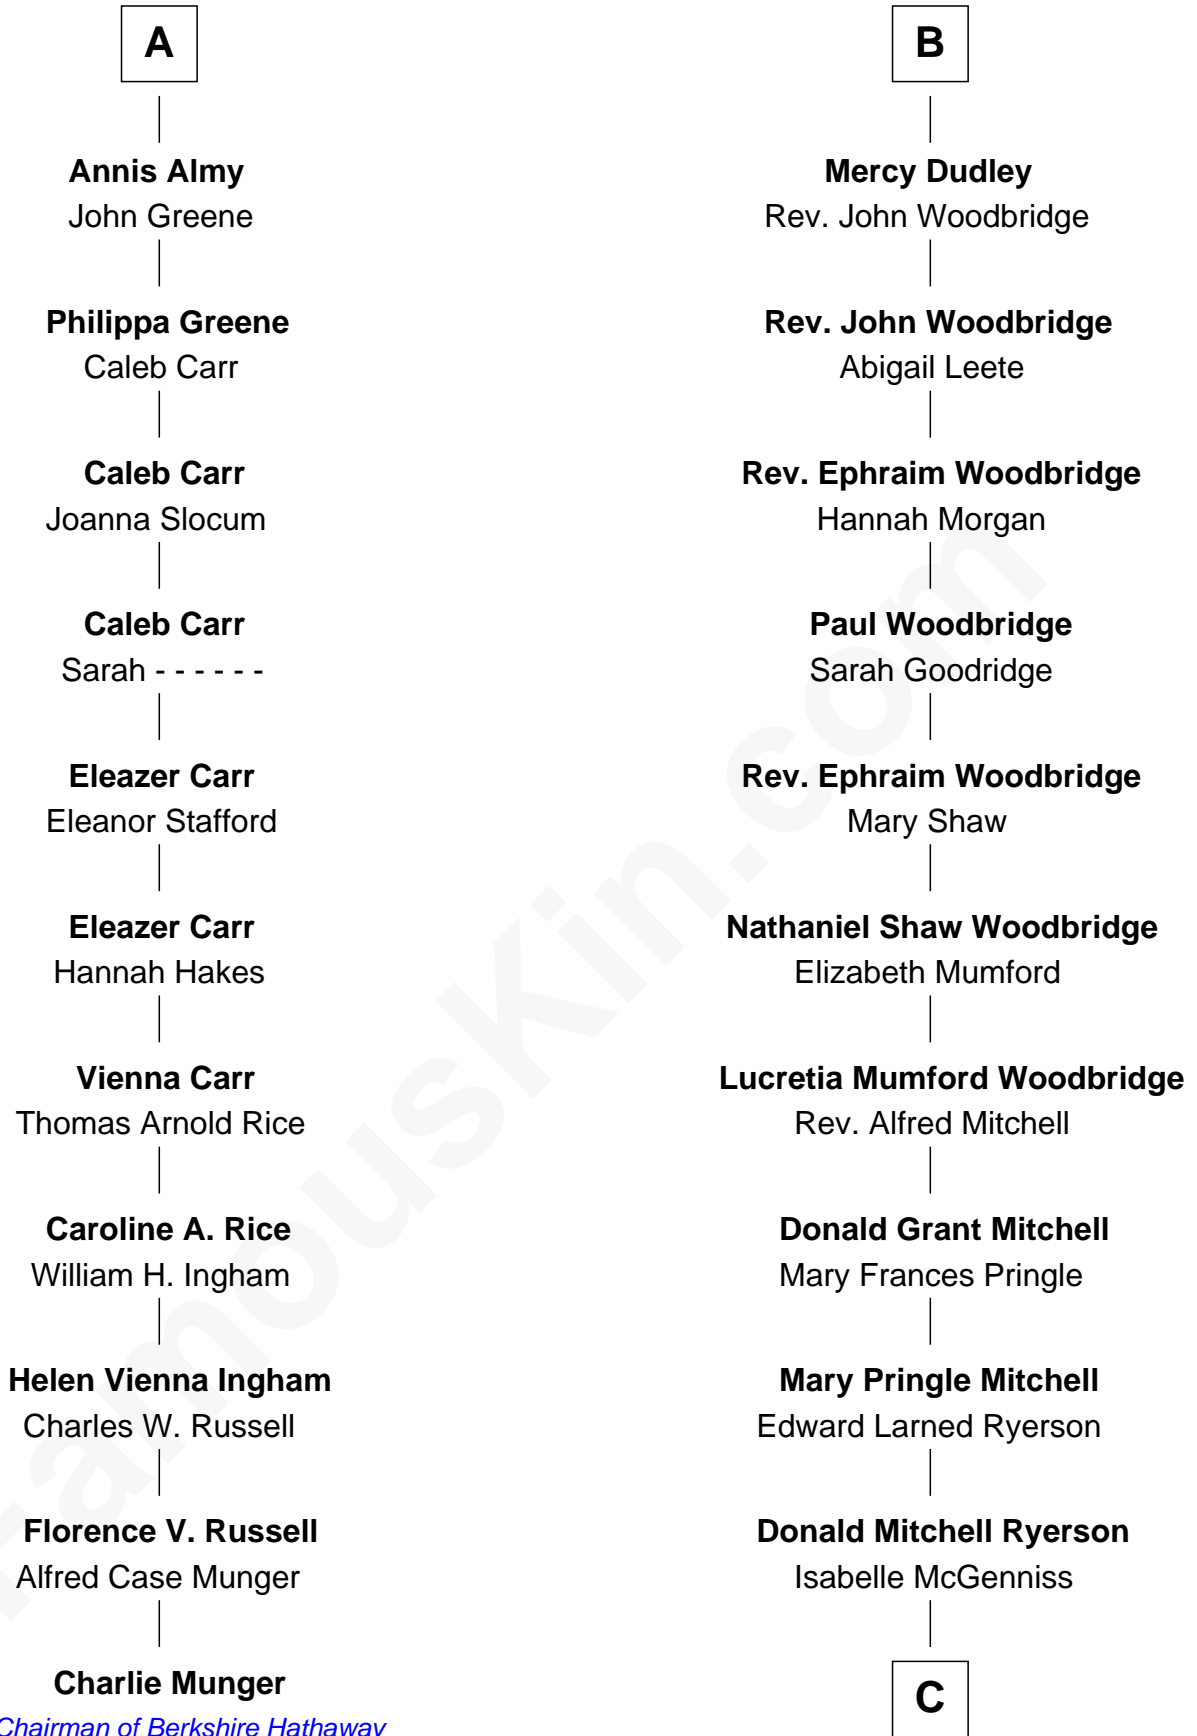 A
Annis Almy
John Greene
Philippa Greene
Caleb Carr
Caleb Carr
Joanna Slocum
Caleb Carr
Sarah - - - - - -
Eleazer Carr
Eleanor Stafford
Eleazer Carr
Hannah Hakes
Vienna Carr
Thomas Arnold Rice
Caroline A. Rice
William H. Ingham
Helen Vienna Ingham
Charles W. Russell
Florence V. Russell
Alfred Case Munger
Charlie Munger
Chairman of Berkshire Hathaway
B
Mercy Dudley
Rev. John Woodbridge
Rev. John Woodbridge
Abigail Leete
Rev. Ephraim Woodbridge
Hannah Morgan
Paul Woodbridge
Sarah Goodridge
Rev. Ephraim Woodbridge
Mary Shaw
Nathaniel Shaw Woodbridge
Elizabeth Mumford
Lucretia Mumford Woodbridge
Rev. Alfred Mitchell
Donald Grant Mitchell
Mary Frances Pringle
Mary Pringle Mitchell
Edward Larned Ryerson
Donald Mitchell Ryerson
Isabelle McGenniss
C
FamousKin.com